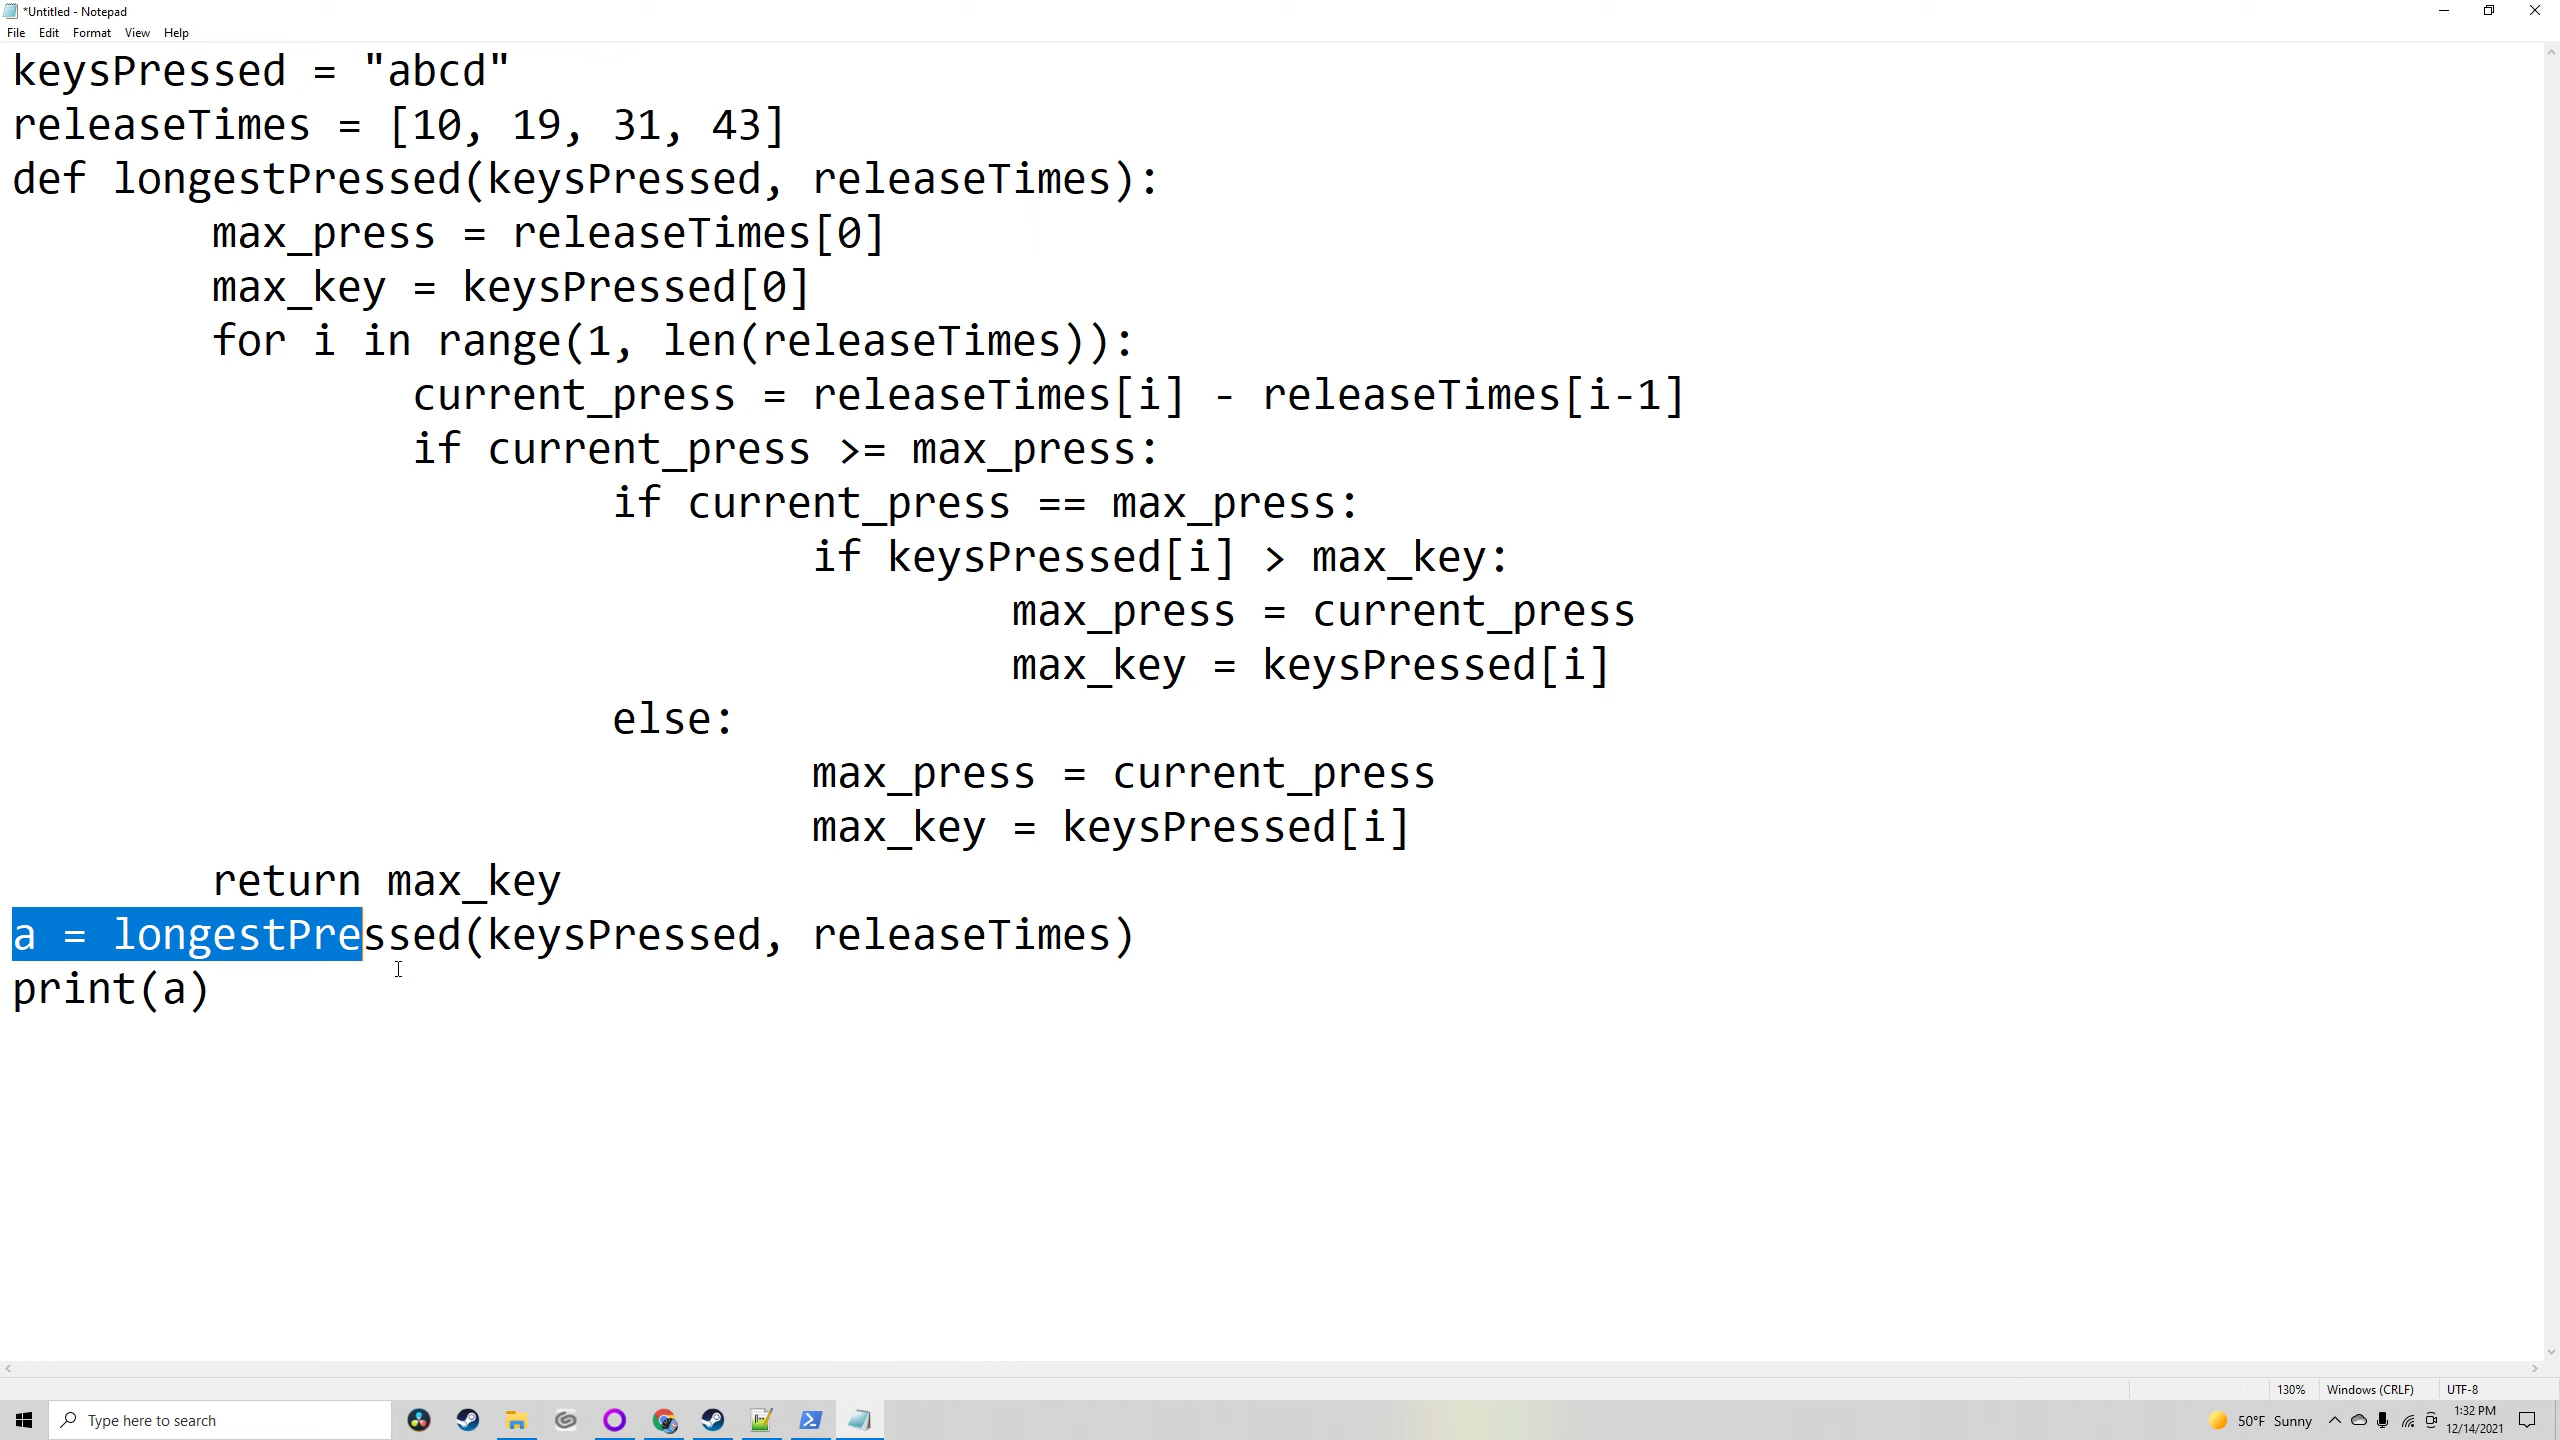 *Untitled - Notepad
File Edit Format View Help
keysPressed = "abcd"
releaseTimes = [10, 19, 31, 43]
def longestPressed(keysPressed, releaseTimes):
        max_press = releaseTimes[0]
        max_key = keysPressed[0]
        for i in range(1, len(releaseTimes)):
                current_press = releaseTimes[i] - releaseTimes[i-1]
                if current_press >= max_press:
                        if current_press == max_press:
                                if keysPressed[i] > max_key:
                                        max_press = current_press
                                        max_key = keysPressed[i]
                        else:
                                max_press = current_press
                                max_key = keysPressed[i]
        return max_key
a = longestPressed(keysPressed, releaseTimes)
print(a)
130% Windows (CRLF) UTF-8
Type here to search
50°F Sunny
1:32 PM
12/14/2021